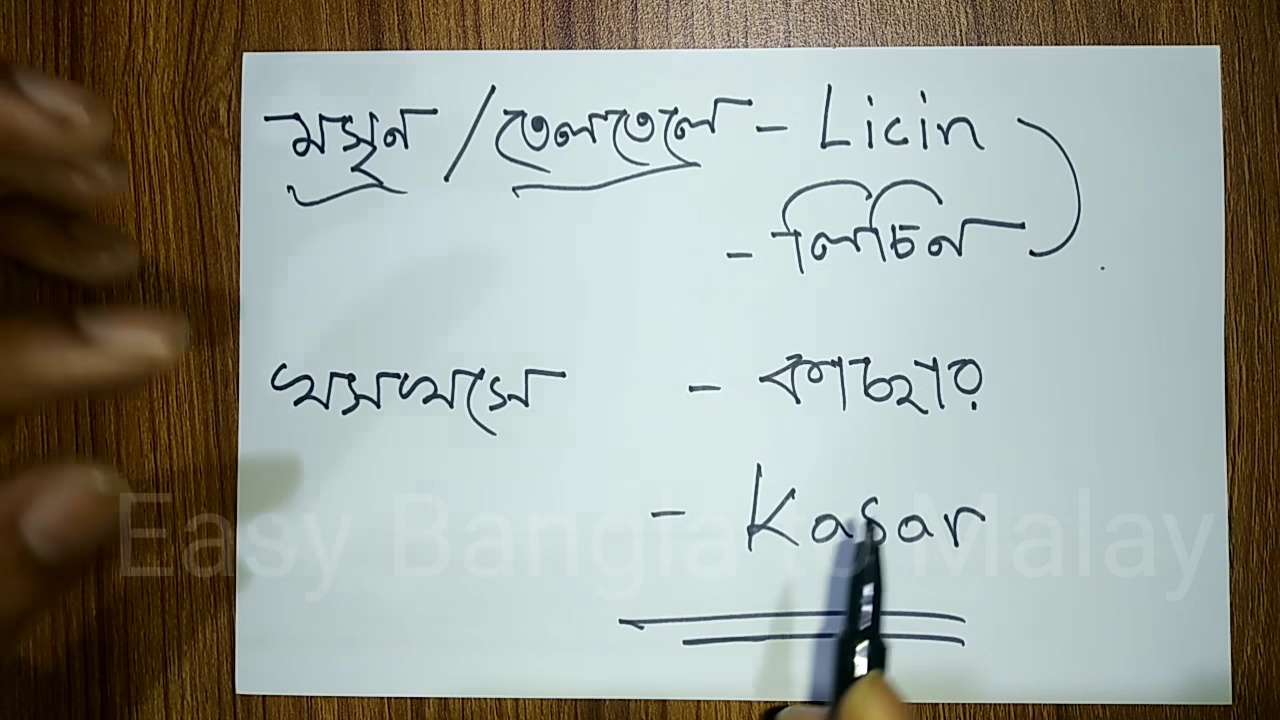 মসৃন / তেলতেলে - Licin
- লিচিন
খসখসে - কাছার
- Kasar
Easy Bangla to Malay